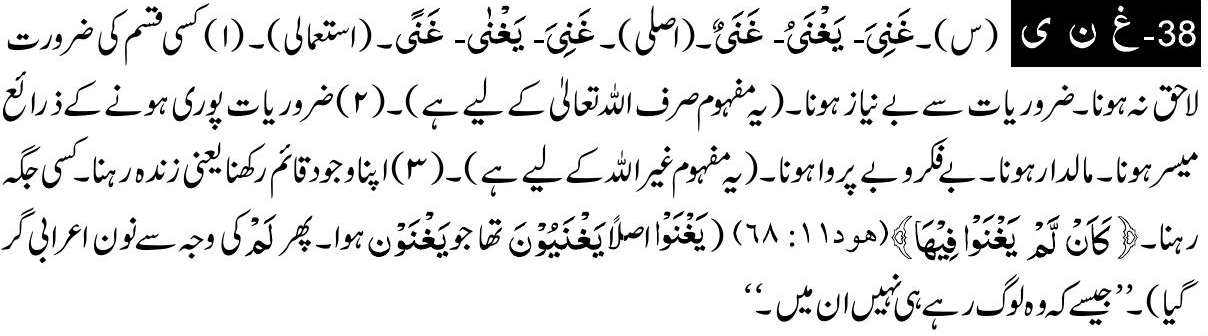 38- غ ن ی (س)۔ غَنِیَ۔ یَغْنَیُ۔ غَنَیٌ۔ (اصلی)۔ غَنِیَ۔ یَغْنٰی۔ غَنًی۔ (استعمالی)۔ (۱) کسی قسم کی ضرورت
لاحق نہ ہونا۔ ضروریات سے بے نیاز ہونا۔ (یہ مفہوم صرف اللہ تعالیٰ کے لیے ہے)۔ (۲) ضروریات پوری ہونے کے ذرائع
میسر ہونا۔ مالدار ہونا۔ بے فکر و بے پروا ہونا۔ (یہ مفہوم غیر اللہ کے لیے ہے)۔ (۳) اپنا وجود قائم رکھنا یعنی زندہ رہنا۔ کسی جگہ
رہنا۔ ﴿کَاَنْ لَّمْ یَغْنَوْا فِیْهَا﴾ (ھود ۱۱: ۶۸) (یَغْنَوْا اصلاً یَغْنَیُوْنَ تھا جو یَغْنَوْن ہوا۔ پھر لَمْ کی وجہ سے نون اعرابی گر
گیا)۔ ’’جیسے کہ وہ لوگ رہے ہی نہیں ان میں۔‘‘